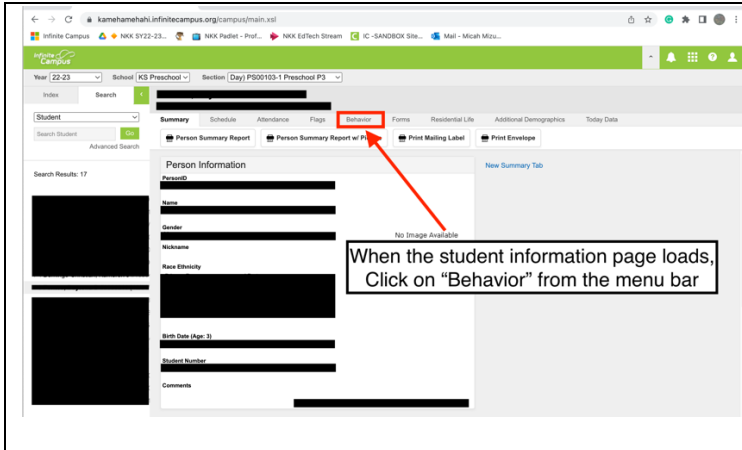 kamehamehahi.infinitecampus.org/campus/main.xsl
Infinite Campus NKK SY22-23... NKK Padlet - Prof... NKK EdTech Stream IC -SANDBOX Site... Mail - Micah Mizu...
Infinite Campus
Year 22-23 School KS Preschool Section Day) PS00103-1 Preschool P3
Index Search
Student
Search Student Go
Advanced Search
Search Results: 17
Summary Schedule Attendance Flags Behavior Forms Residential Life Additional Demographics Today Data
Person Summary Report Person Summary Report w/ Print Mailing Label Print Envelope
Person Information
New Summary Tab
PersonID
Name
Gender
No Image Available
Nickname
Race Ethnicity
When the student information page loads,
Click on “Behavior” from the menu bar
Birth Date (Age: 3)
Student Number
Comments